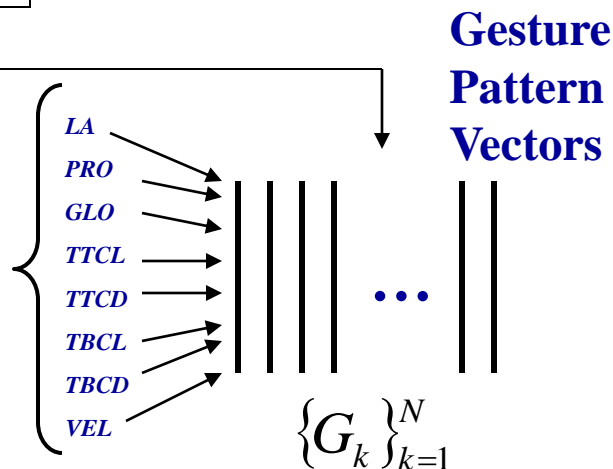 Gesture
Pattern
Vectors
LA
PRO
GLO
TTCL
TTCD
TBCL
TBCD
VEL
...
{G_k}_{k=1}^N